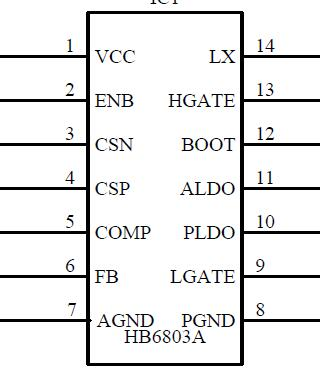 1 VCC LX 14
2 ENB HGATE 13
3 CSN BOOT 12
4 CSP ALDO 11
5 COMP PLDO 10
6 FB LGATE 9
7 AGND PGND 8
HB6803A